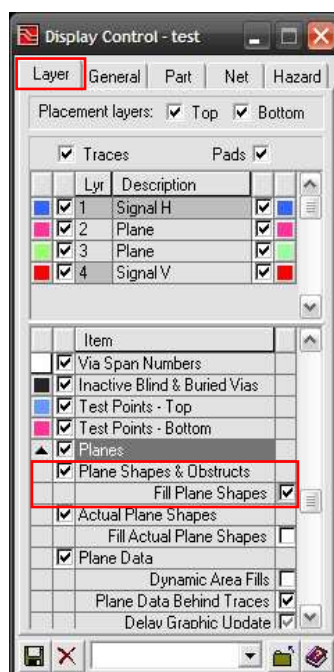 Display Control - test
Layer General Part Net Hazard
Placement layers: Top Bottom
Traces Pads
Lyr Description
1 Signal H
2 Plane
3 Plane
4 Signal V
Item
Via Span Numbers
Inactive Blind & Buried Vias
Test Points - Top
Test Points - Bottom
Planes
Plane Shapes & Obstructs
Fill Plane Shapes
Actual Plane Shapes
Fill Actual Plane Shapes
Plane Data
Dynamic Area Fills
Plane Data Behind Traces
Delay Graphic Update